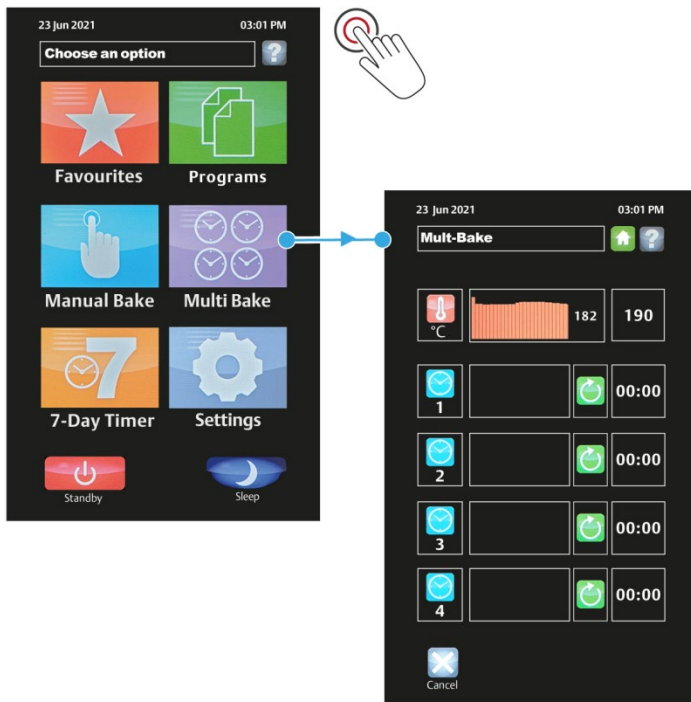 23 Jun 2021 03:01 PM
Choose an option ?
Favourites Programs
Manual Bake Multi Bake
7
7-Day Timer Settings
Standby Sleep
23 Jun 2021 03:01 PM
Mult-Bake ?
°C 182 190
1 00:00
2 00:00
3 00:00
4 00:00
Cancel